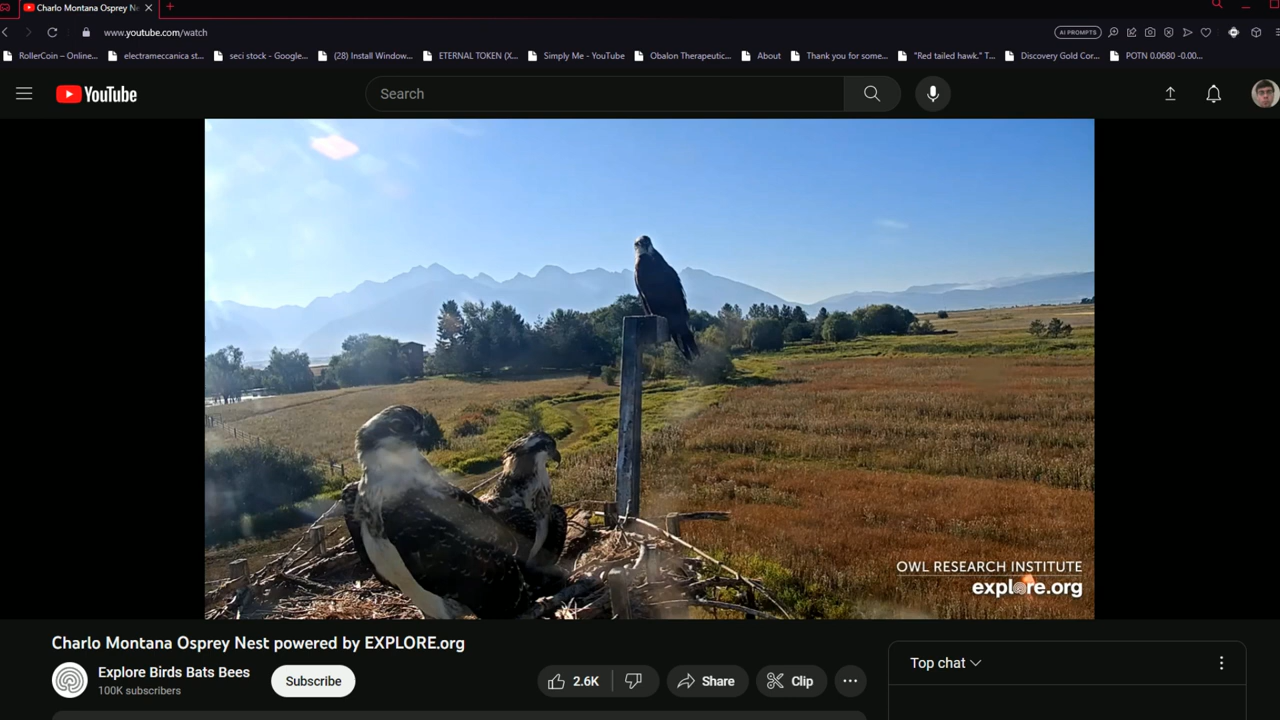 Charlo Montana Osprey Ne
www.youtube.com/watch
AI PROMPTS
RollerCoin – Online...
electrameccanica st...
seci stock - Google...
(28) Install Window...
ETERNAL TOKEN (X...
Simply Me - YouTube
Obalon Therapeutic...
About
Thank you for some...
"Red tailed hawk." T...
Discovery Gold Cor...
POTN 0.0680 -0.00...
YouTube
Search
OWL RESEARCH INSTITUTE
explore.org
Charlo Montana Osprey Nest powered by EXPLORE.org
Explore Birds Bats Bees
100K subscribers
Subscribe
2.6K
Share
Clip
Top chat